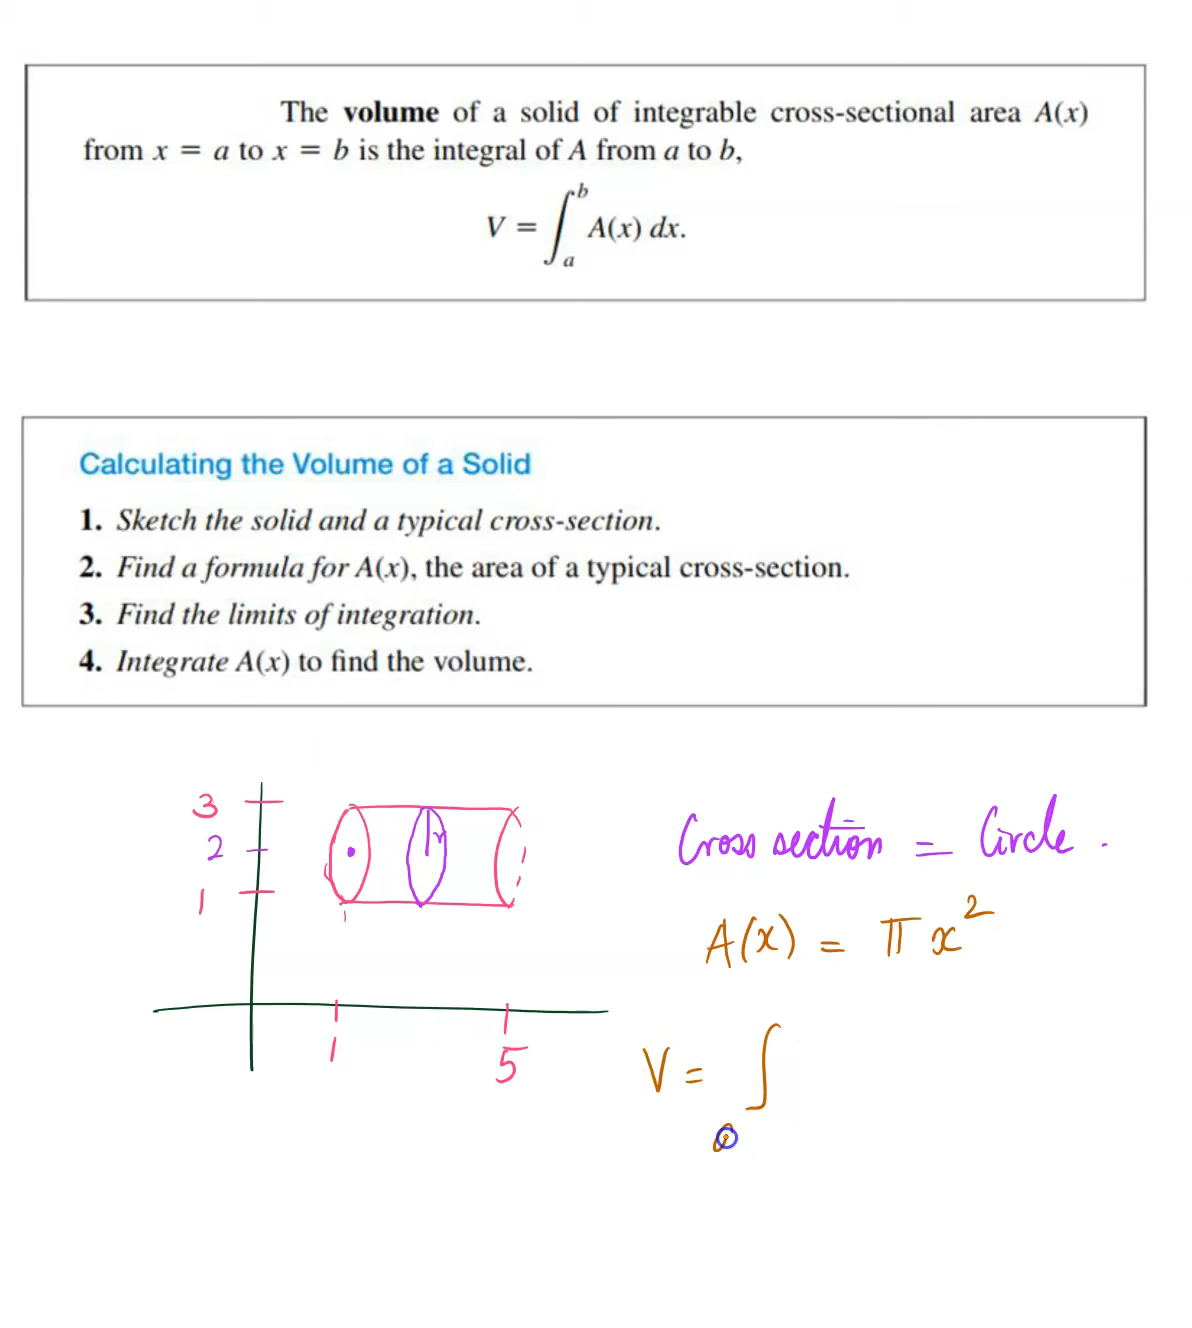 The volume of a solid of integrable cross-sectional area A(x)
from x = a to x = b is the integral of A from a to b,
V = ∫_a^b A(x) dx.
Calculating the Volume of a Solid
1. Sketch the solid and a typical cross-section.
2. Find a formula for A(x), the area of a typical cross-section.
3. Find the limits of integration.
4. Integrate A(x) to find the volume.
3
2
1
1
5
r
Cross section = Circle.
A(x) = π x²
V = ∫